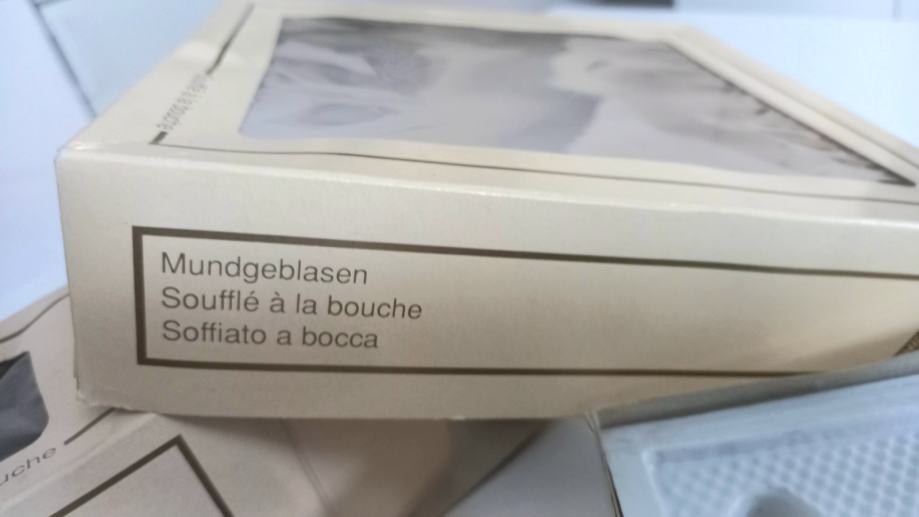 Mundgeblasen
Soufflé à la bouche
Soffiato a bocca